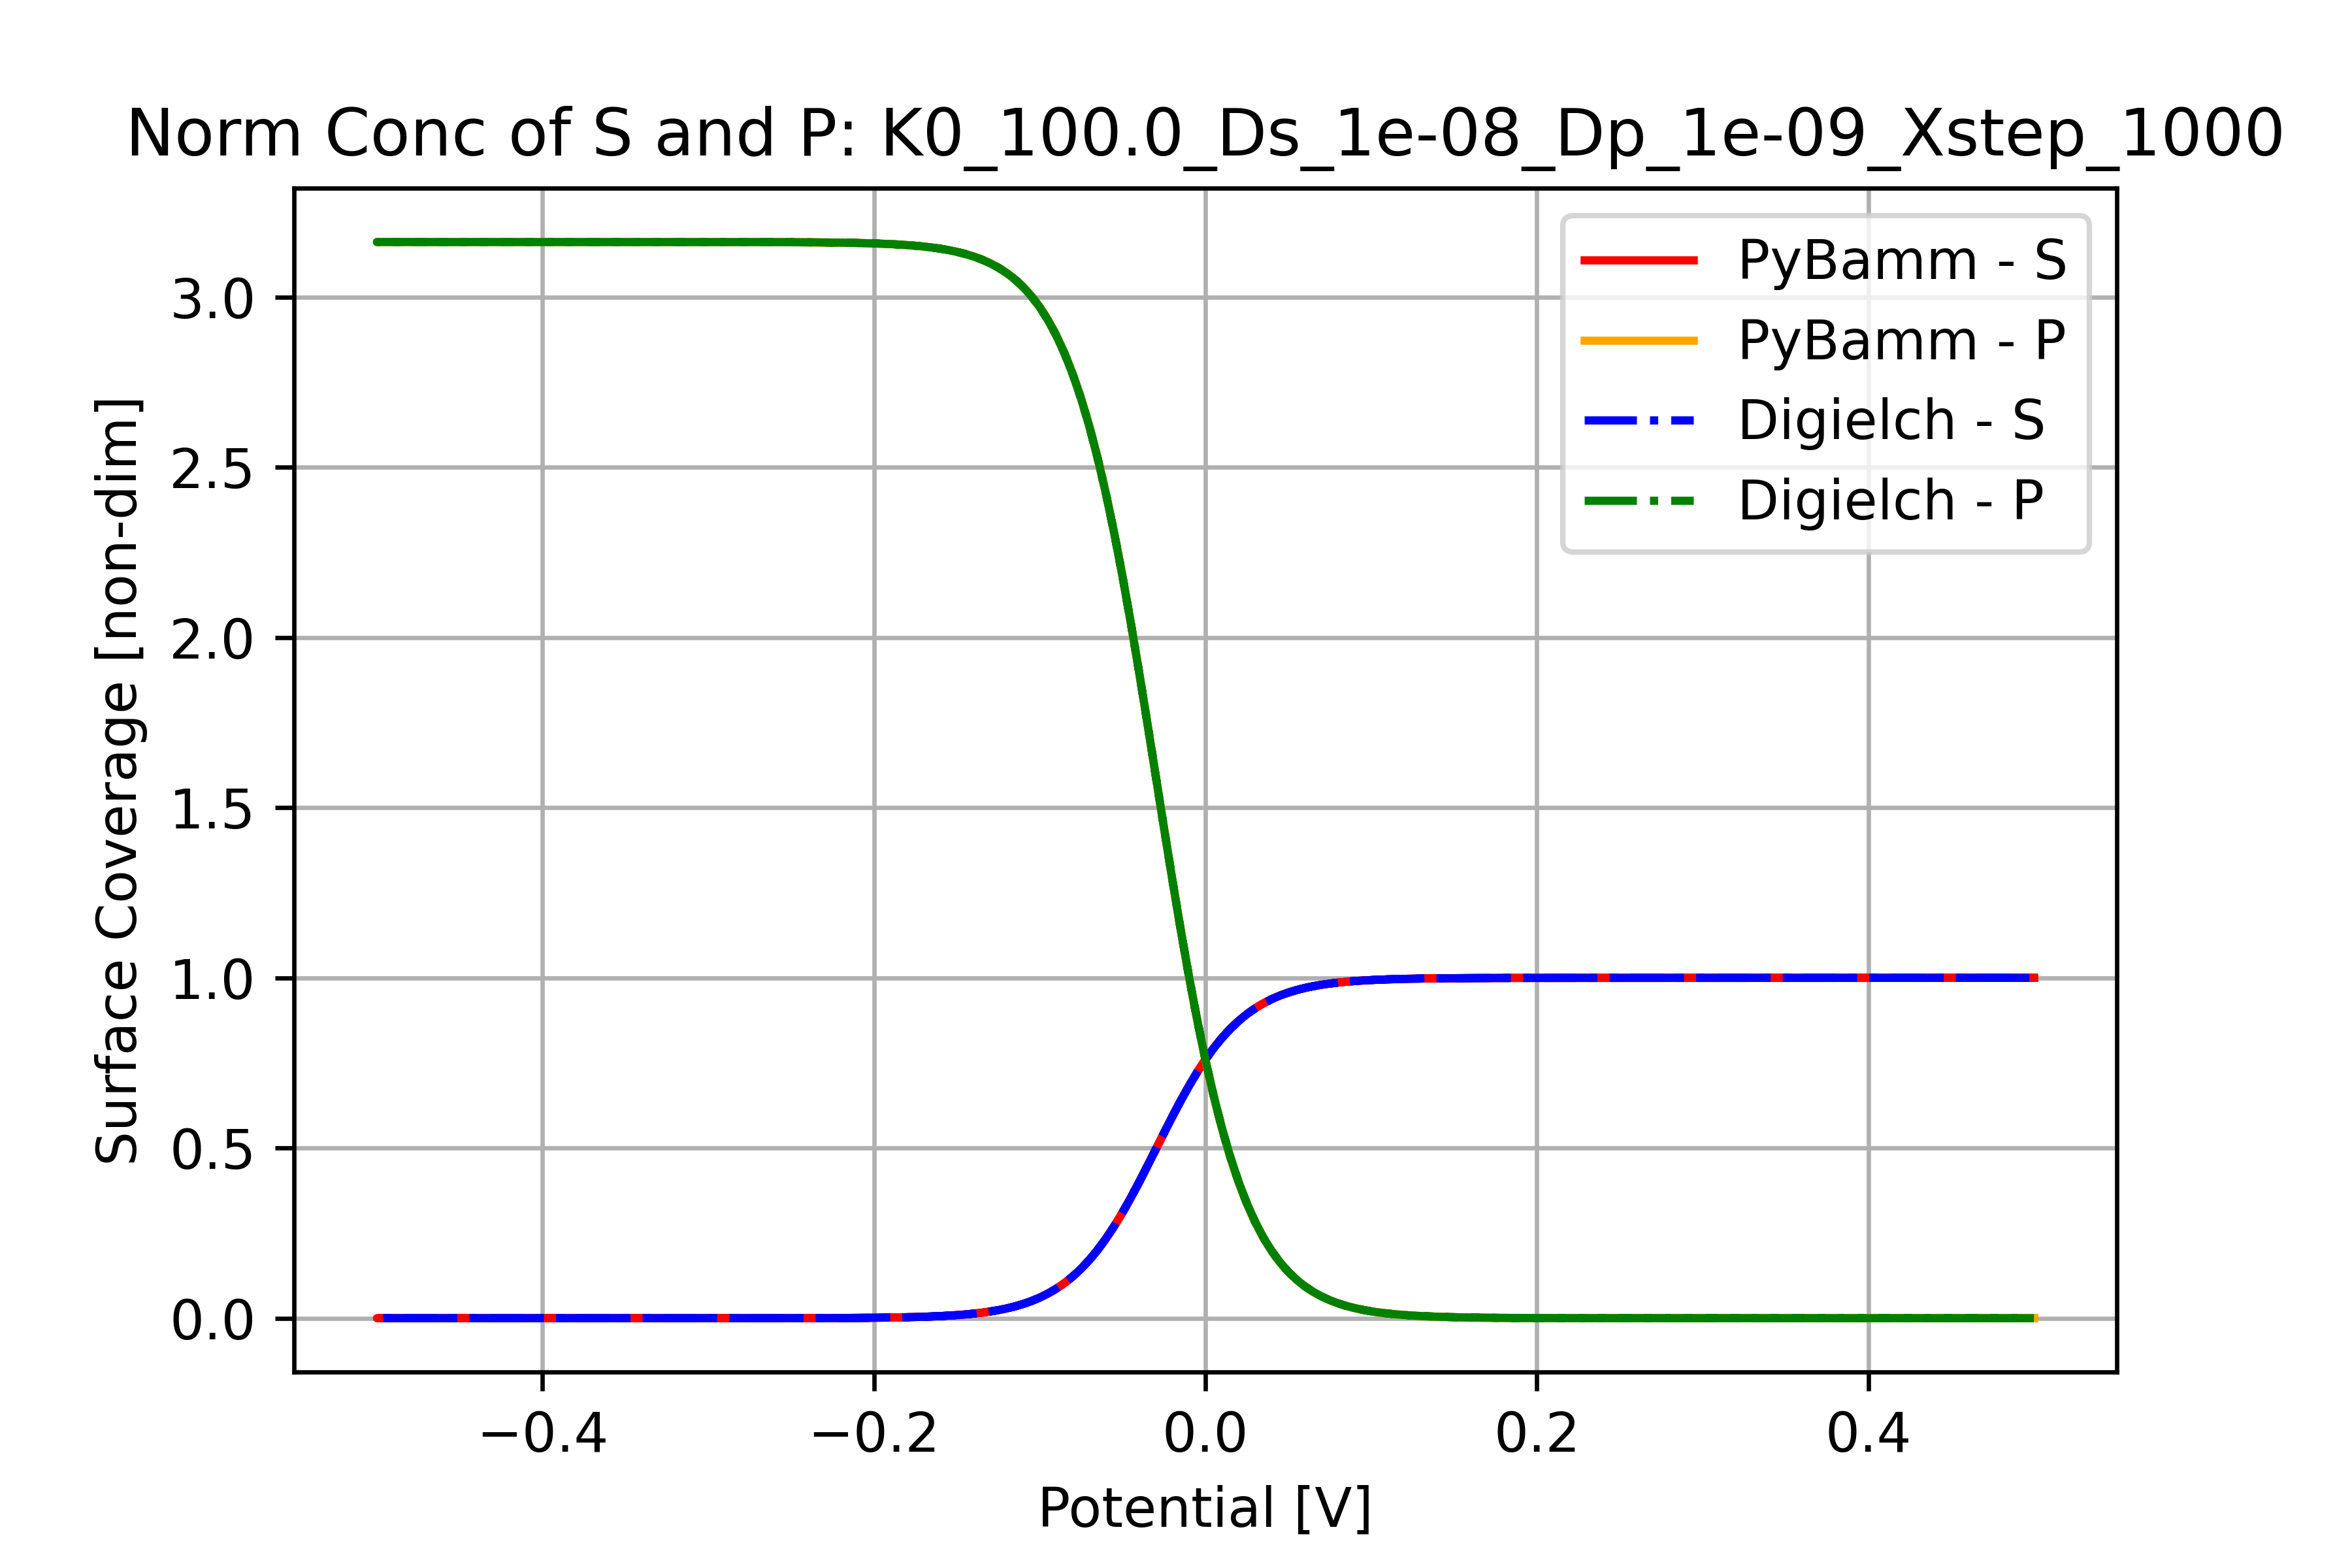 Norm Conc of S and P: K0_100.0_Ds_1e-08_Dp_1e-09_Xstep_1000
PyBamm - S
PyBamm - P
Digielch - S
Digielch - P
Surface Coverage [non-dim]
3.0
2.5
2.0
1.5
1.0
0.5
0.0
−0.4
−0.2
0.0
0.2
0.4
Potential [V]